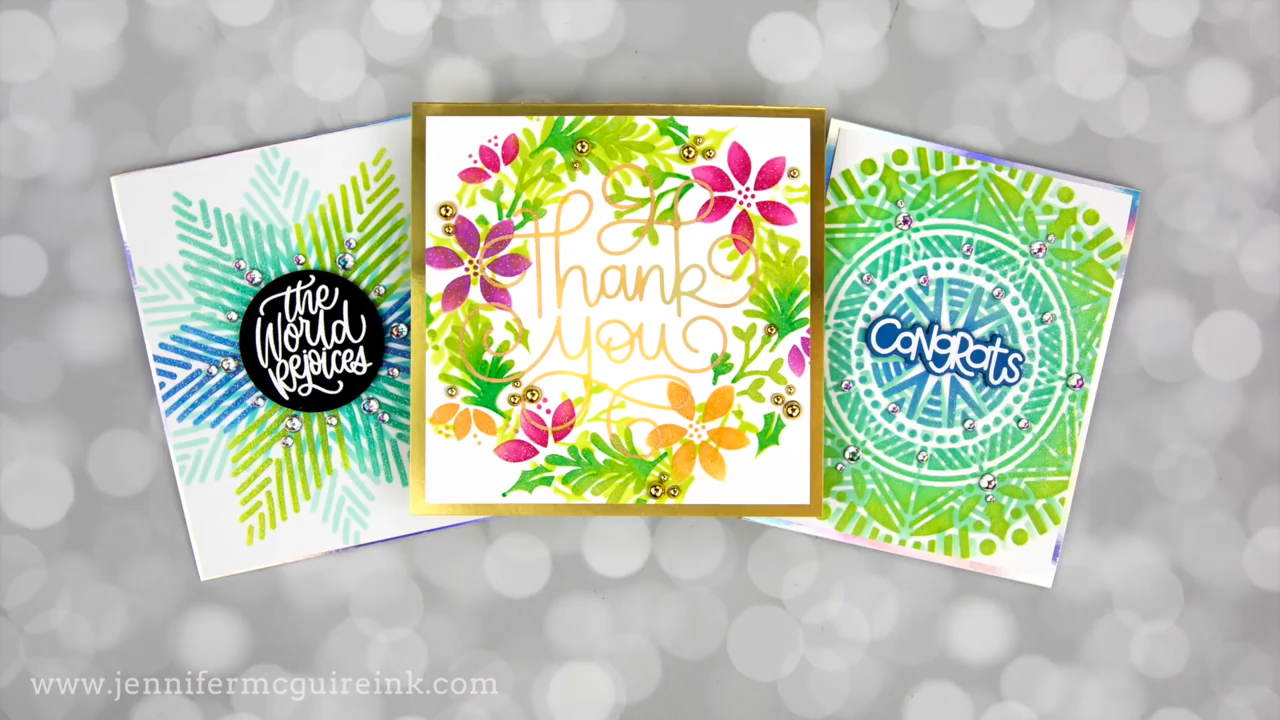 the
World
Rejoices
Thank
you
CoNgRats
www.jennifermcguireink.com